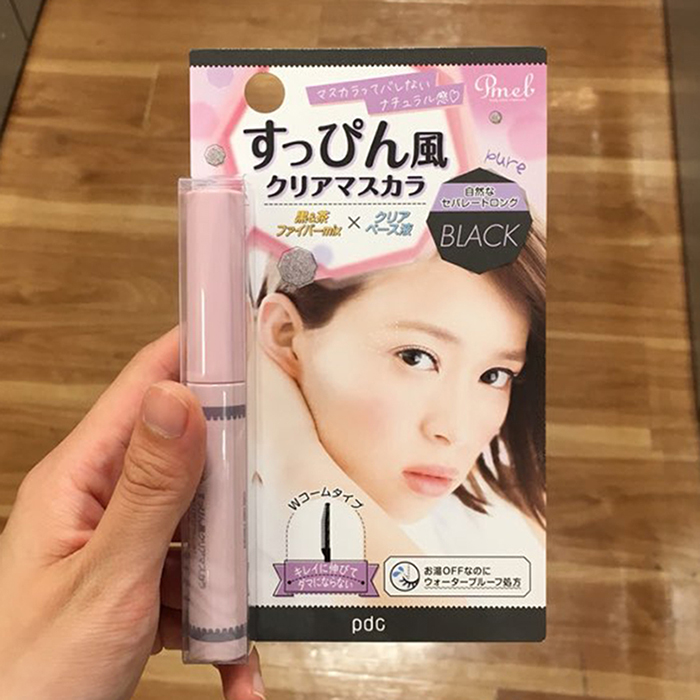 マスカラってバレない
ナチュラル感♡
Pmel
すっぴん風
クリアマスカラ
pure
黒&茶
ファイバーmix
×
クリア
ベース液
自然な
セパレートロング
BLACK
Wコームタイプ
キレイに伸びて
ダマにならない
お湯OFFなのに
ウォータープルーフ処方
pdc